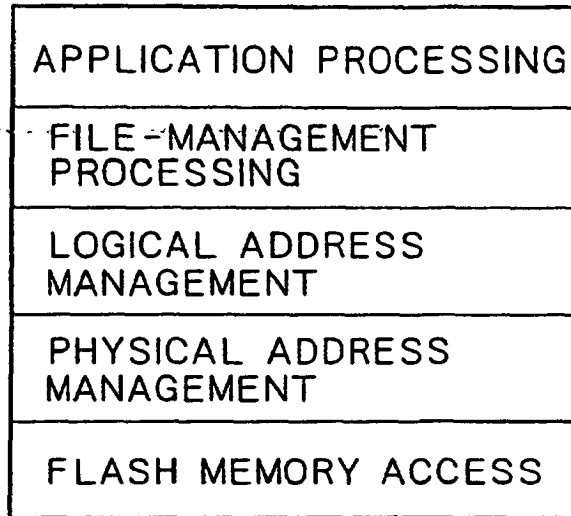 APPLICATION PROCESSING
FILE-MANAGEMENT
PROCESSING
LOGICAL ADDRESS
MANAGEMENT
PHYSICAL ADDRESS
MANAGEMENT
FLASH MEMORY ACCESS